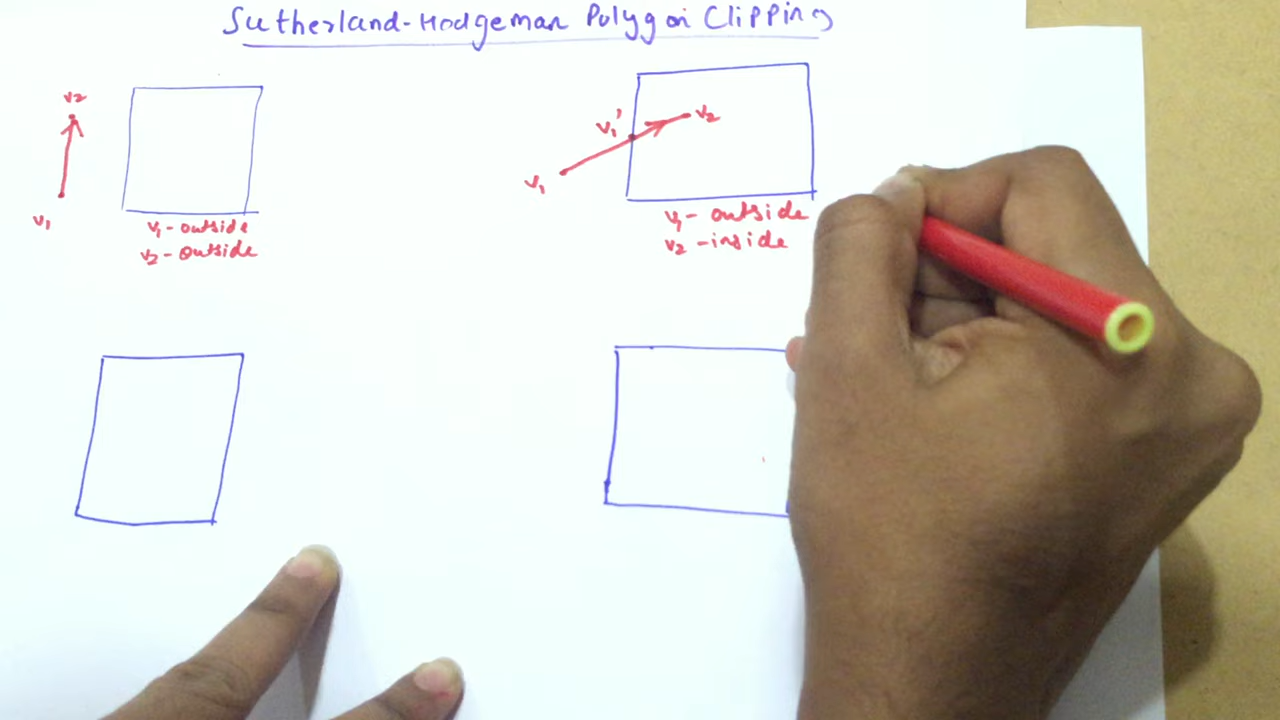 Sutherland-Hodgeman Polygon Clipping
v2
v1
v1-outside
v2-outside
v1'
v2
v1
v1- outside
v2 -inside